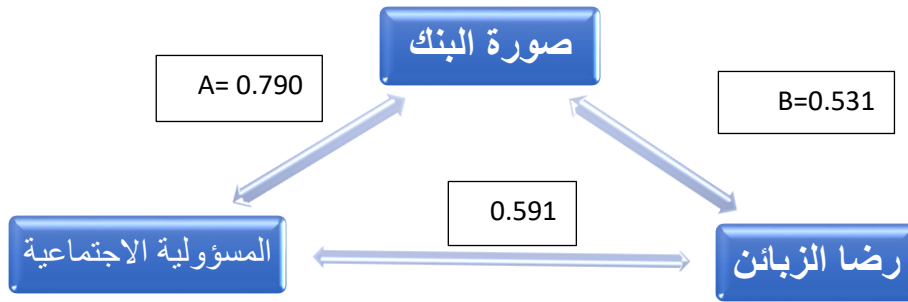 صورة البنك
A= 0.790
B=0.531
0.591
المسؤولية الاجتماعية
رضا الزبائن